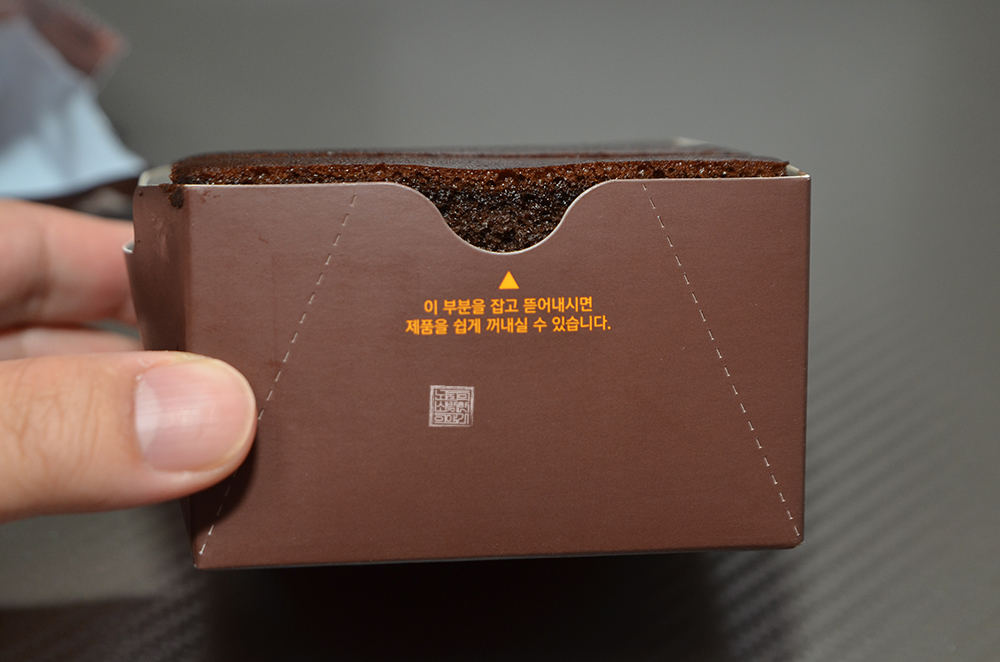 이 부분을 잡고 뜯어내시면
제품을 쉽게 꺼내실 수 있습니다.